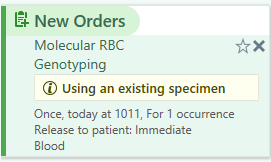 New Orders
Molecular RBC
Genotyping
Using an existing specimen
Once, today at 1011, For 1 occurrence
Release to patient: Immediate
Blood